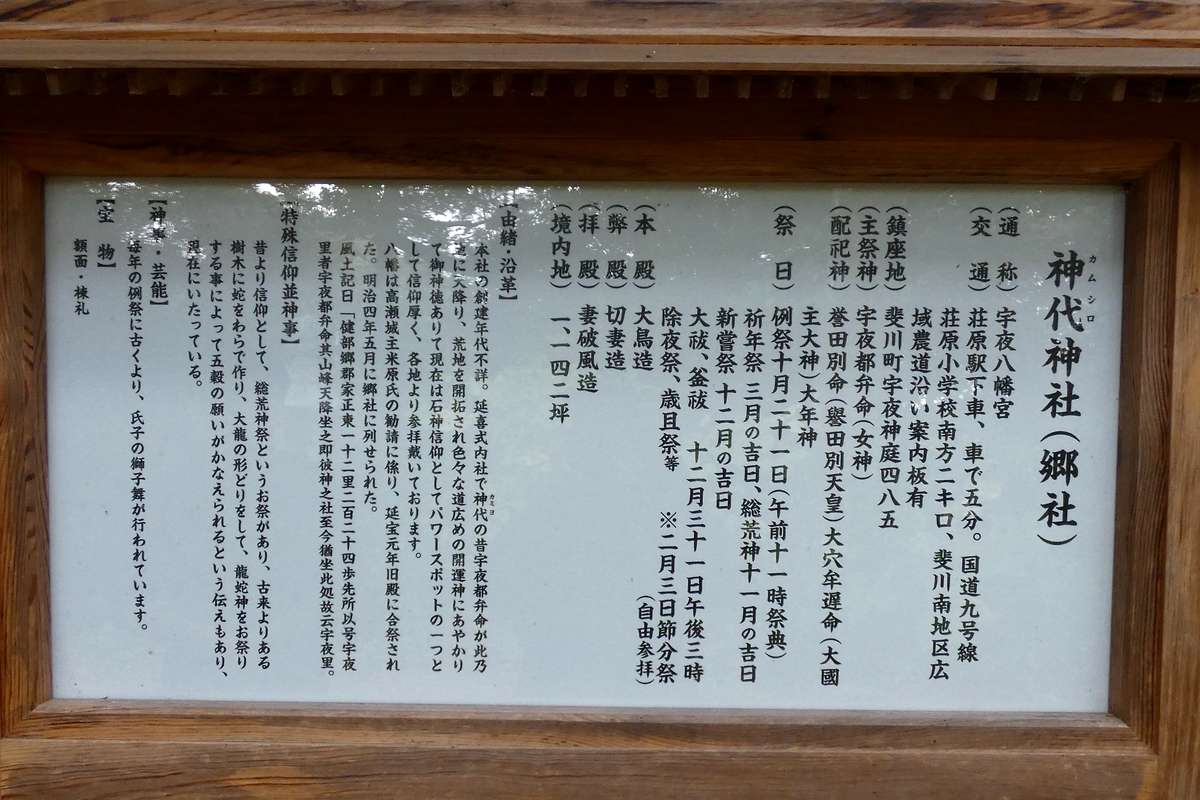 神代神社(郷社)
カムシロ
(通称) 宇夜八幡宮
(交通) 荘原駅下車、車で五分。国道九号線
荘原小学校南方二キロ、斐川南地区広
域農道沿い案内板有
(鎮座地) 斐川町宇夜神庭四八五
(主祭神) 宇夜都弁命(女神)
(配祀神) 誉田別命(譽田別天皇)大穴牟遅命(大國
主大神)大年神
(祭日) 例祭十月二十一日(午前十一時祭典)
祈年祭 三月の吉日、総荒神十一月の吉日
新嘗祭 十二月の吉日
大祓、釜祓 十二月三十一日午後三時
除夜祭、歳旦祭等 ※二月三日節分祭
(自由参拝)
(本殿) 大鳥造
(弊殿) 切妻造
(拝殿) 妻破風造
(境内地) 一、一四二坪
【由緒・沿革】
本社の創建年代不詳。延喜式内社で神代の昔宇夜都弁命が此乃
カミヨ
地に天降り、荒地を開拓され色々な道広めの開運神にあやかり
て御神徳ありて現在は石神信仰としてパワースポットの一つと
して信仰厚く、各地より参拝戴いております。
八幡は高瀬城主米原氏の勧請に係り、延宝元年旧殿に合祭され
た。明治四年五月に郷社に列せられた。
風土記日「健部郷郡家正東一十二里二百二十四歩先所以号宇夜
里者宇夜都弁命其山峰天降坐之即彼神之社至今猶坐此処故云宇夜里。
【特殊信仰並神事】
昔より信仰として、総荒神祭というお祭があり、古来よりある
樹木に蛇をわらで作り、大龍の形どりをして、龍蛇神をお祭り
する事によって五穀の願いがかなえられるという伝えもあり、
現在にいたっている。
【神事・芸能】
毎年の例祭に古くより、氏子の獅子舞が行われています。
【宝物】
額面・棟札